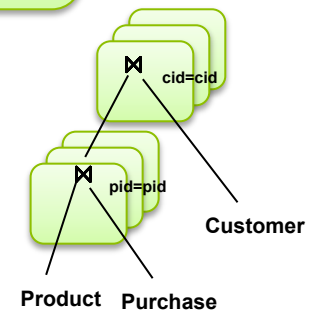 ⋈
cid=cid
⋈
pid=pid
Customer
Product Purchase